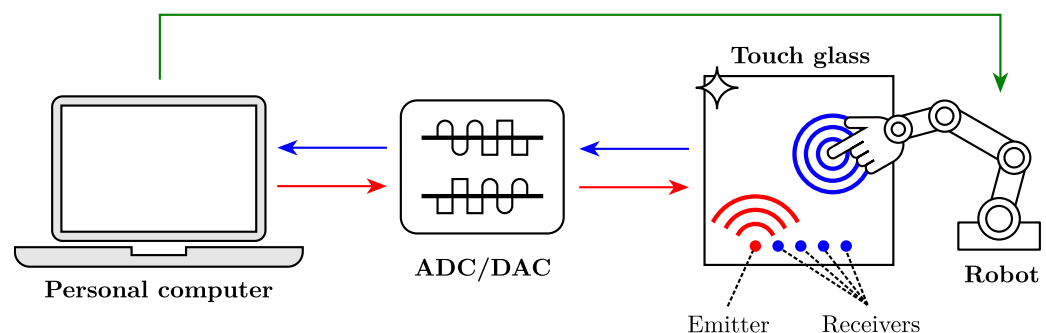 Touch glass
ADC/DAC
Robot
Personal computer
Emitter
Receivers